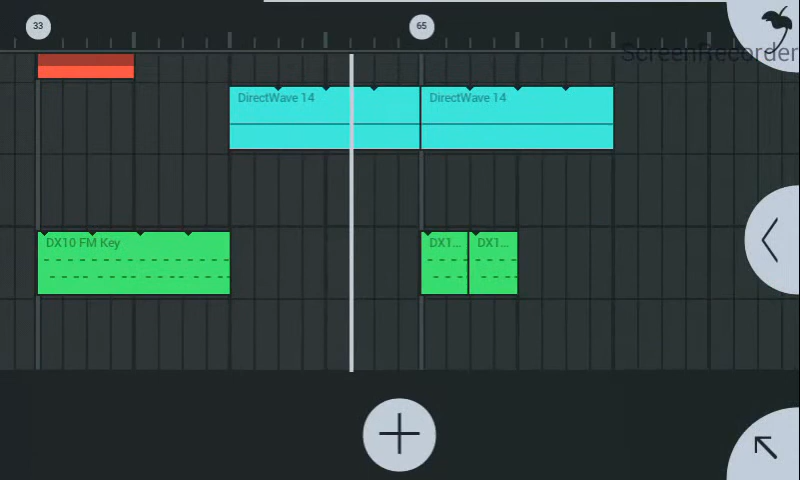 33
65
ScreenRecorder
DirectWave 14
DirectWave 14
DX10 FM Key
DX1...
DX1...